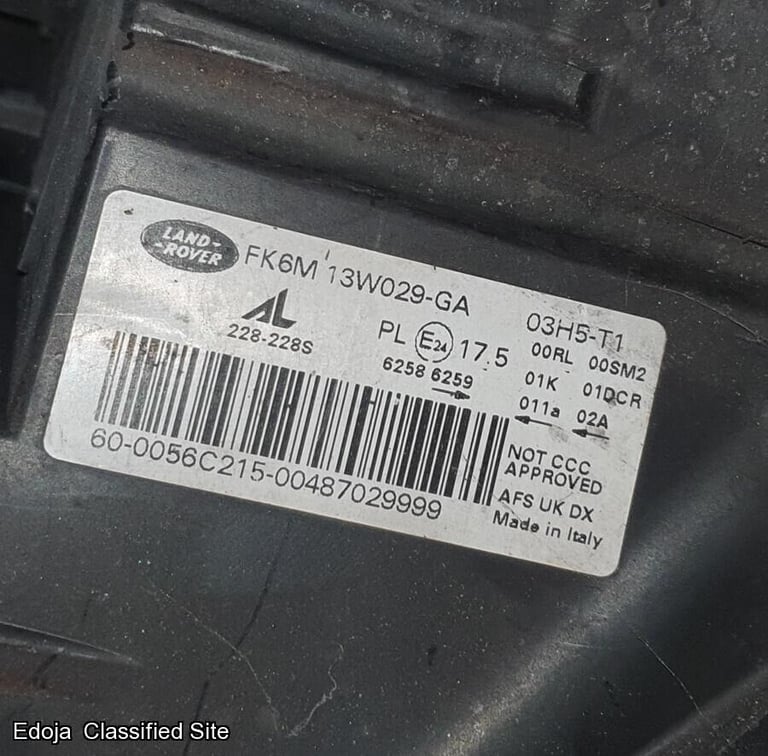 LAND-
-ROVER
FK6M 13W029-GA
AL
228-228S
PL E24 17.5
6258 6259
03H5-T1
00RL 00SM2
01K 01DCR
011a 02A
60-0056C215-00487029999
NOT CCC
APPROVED
AFS UK DX
Made in Italy
Edoja Classified Site